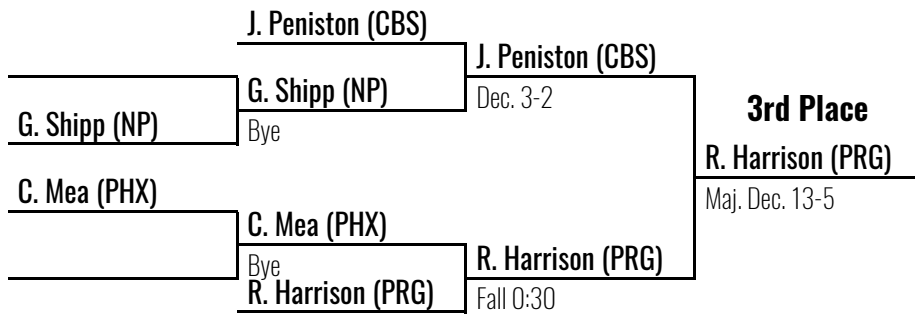 J. Peniston (CBS)
J. Peniston (CBS)
G. Shipp (NP)
Dec. 3-2
3rd Place
G. Shipp (NP)
Bye
R. Harrison (PRG)
C. Mea (PHX)
Maj. Dec. 13-5
C. Mea (PHX)
Bye
R. Harrison (PRG)
R. Harrison (PRG)
Fall 0:30